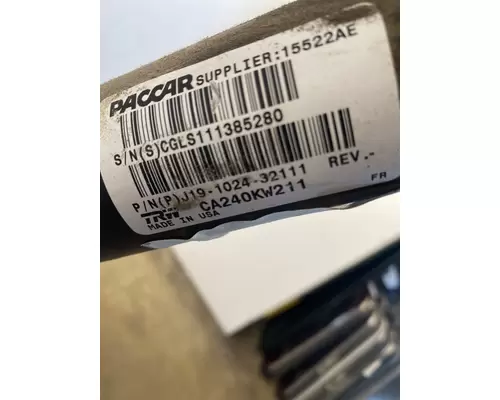 PACCAR SUPPLIER:15522AE
S/N(S)CGLS111385280
P/N(P)J19-1024-32111 REV.-
TRW CA240KW211 FR
MADE IN USA